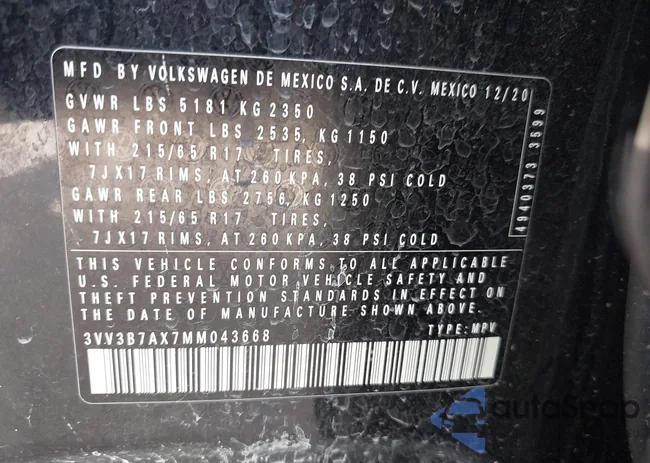 MFD BY VOLKSWAGEN DE MEXICO S.A. DE C.V. MEXICO 12/20
GVWR LBS 5181 KG 2350
GAWR FRONT LBS 2535, KG 1150
WITH 215/65 R17 TIRES,
7JX17 RIMS, AT 260 KPA, 38 PSI COLD
GAWR REAR LBS 2756, KG 1250
WITH 215/65 R17 TIRES,
7JX17 RIMS, AT 260 KPA, 38 PSI COLD
4940373 3599
THIS VEHICLE CONFORMS TO ALL APPLICABLE
U.S. FEDERAL MOTOR VEHICLE SAFETY AND
THEFT PREVENTION STANDARDS IN EFFECT ON
THE DATE OF MANUFACTURE SHOWN ABOVE.
3VV3B7AX7MM043668 TYPE: MPV
autoSnap